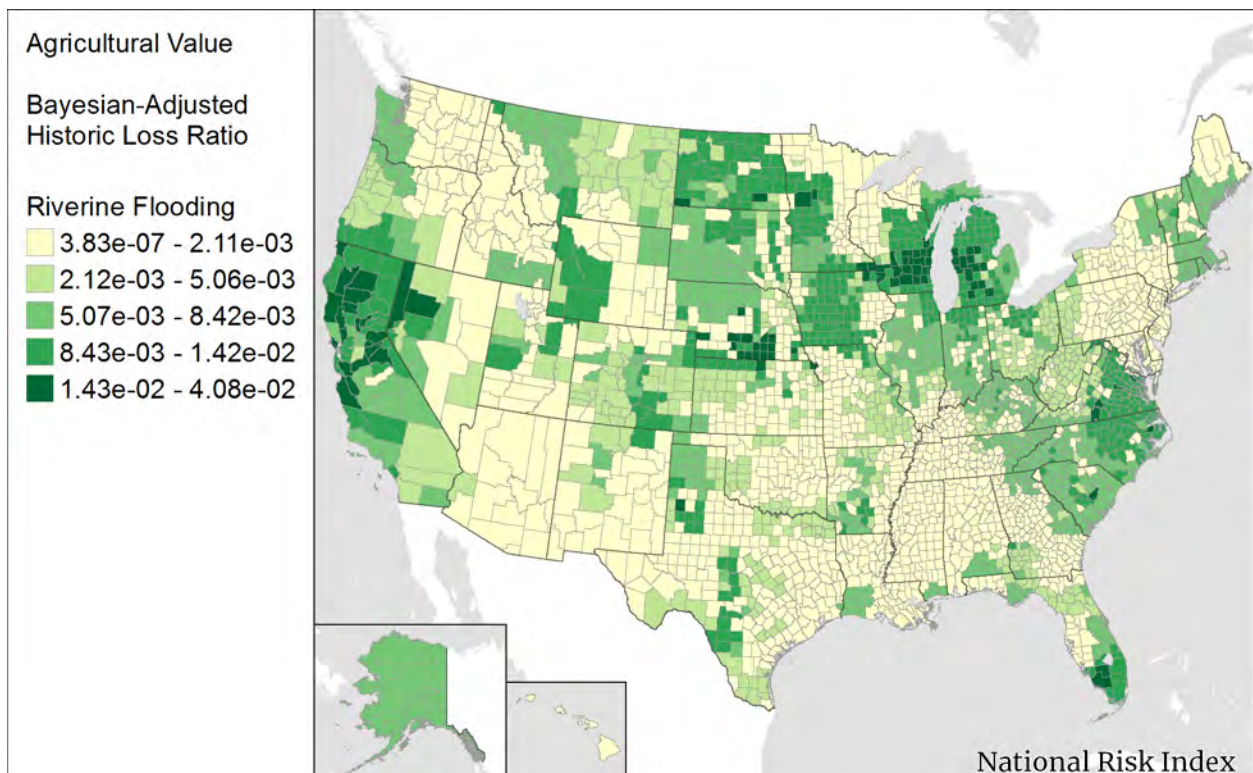 Agricultural Value
Bayesian-Adjusted
Historic Loss Ratio
Riverine Flooding
3.83e-07 - 2.11e-03
2.12e-03 - 5.06e-03
5.07e-03 - 8.42e-03
8.43e-03 - 1.42e-02
1.43e-02 - 4.08e-02
National Risk Index